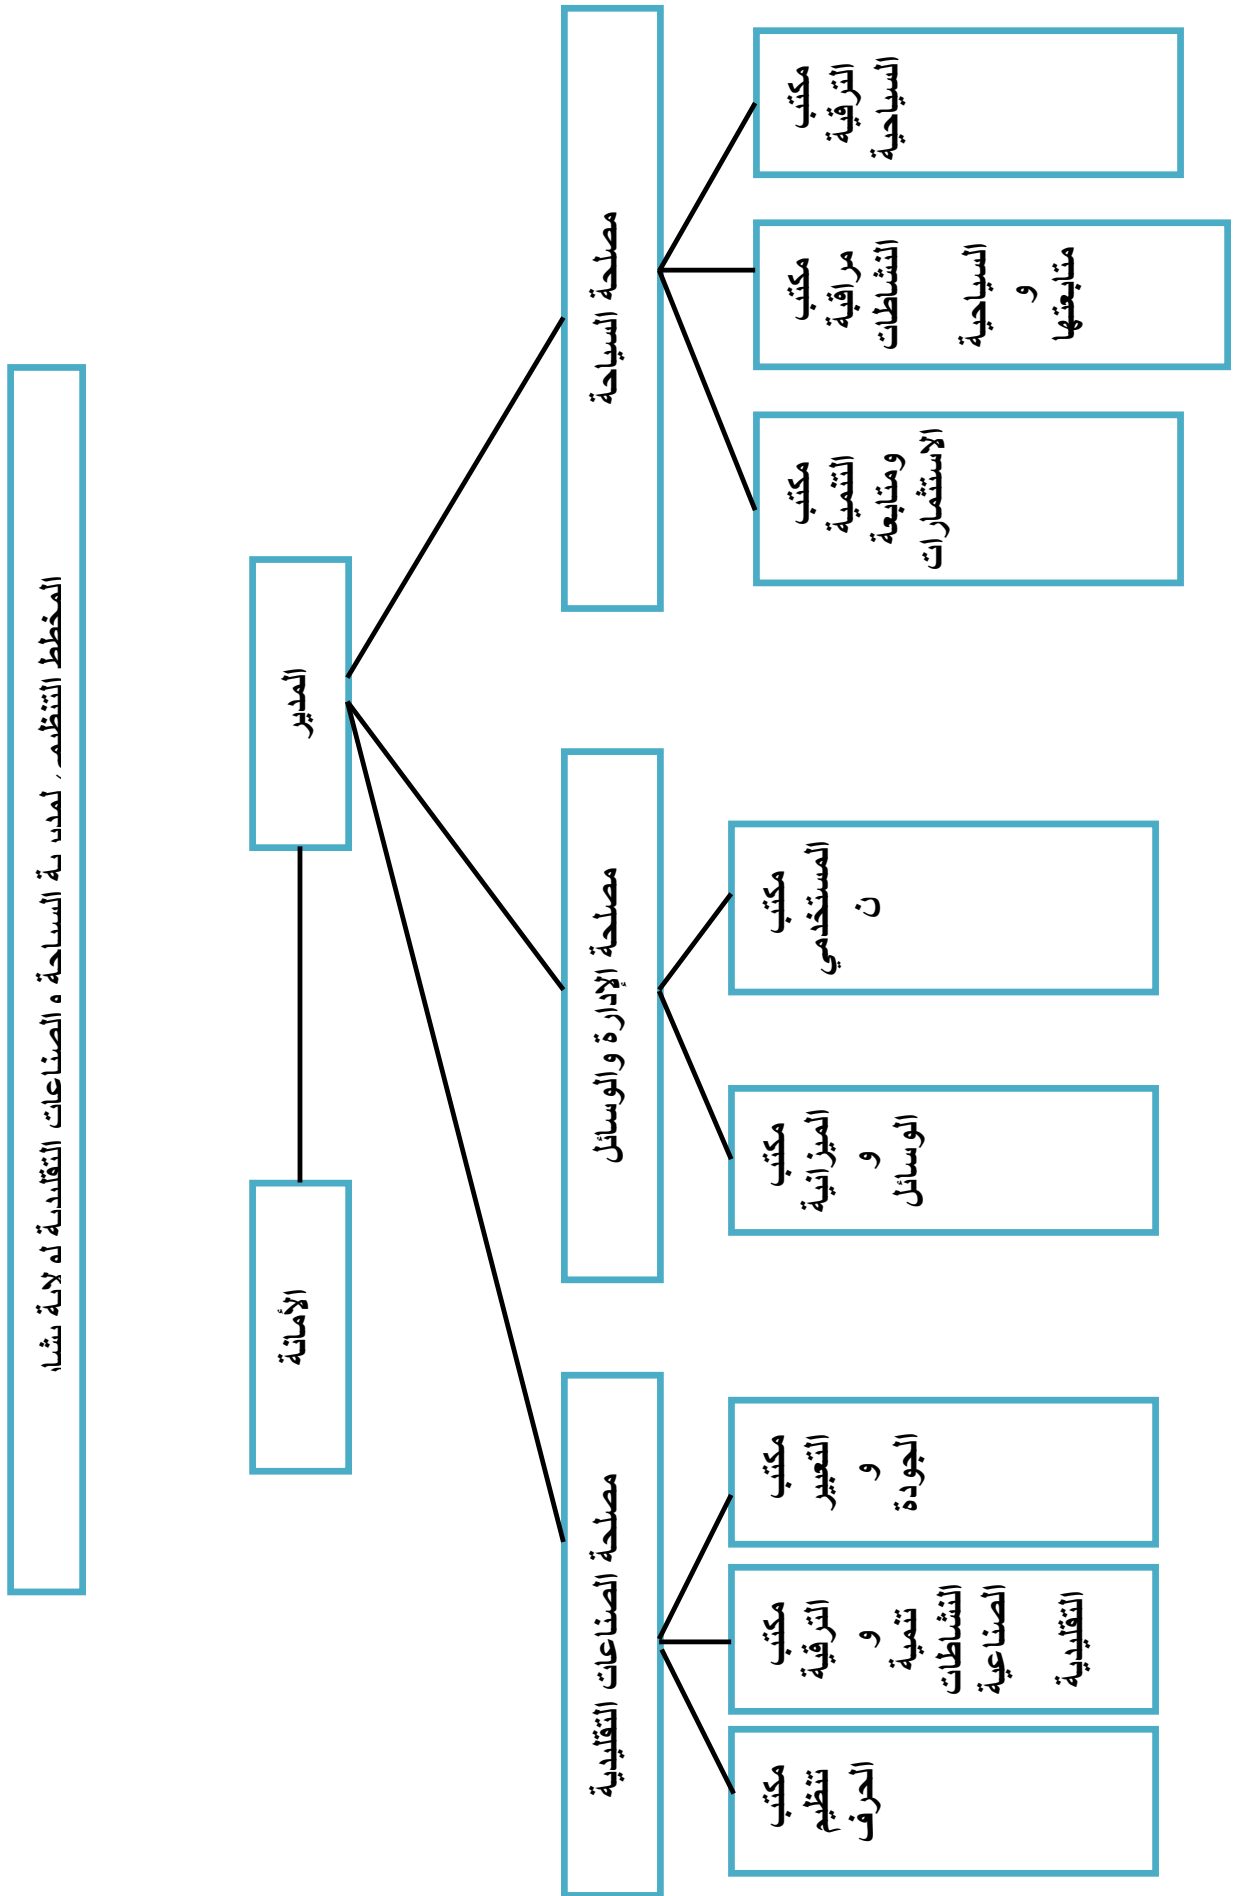 المخطط التنظيمي لمديرية السياحة و الصناعات التقليدية لولاية بشار
المدير
الأمانة
مصلحة السياحة
مصلحة الإدارة والوسائل
مصلحة الصناعات التقليدية
مكتب
الترقية
السياحية
مكتب
مراقبة
النشاطات
السياحية
و
متابعتها
مكتب
التنمية
ومتابعة
الاستثمارات
مكتب
المستخدمي
ن
مكتب
الميزانية
و
الوسائل
مكتب
التعبير
و
الجودة
مكتب
الترقية
و
تنمية
النشاطات
الصناعية
التقليدية
مكتب
تنظيم
الحرف